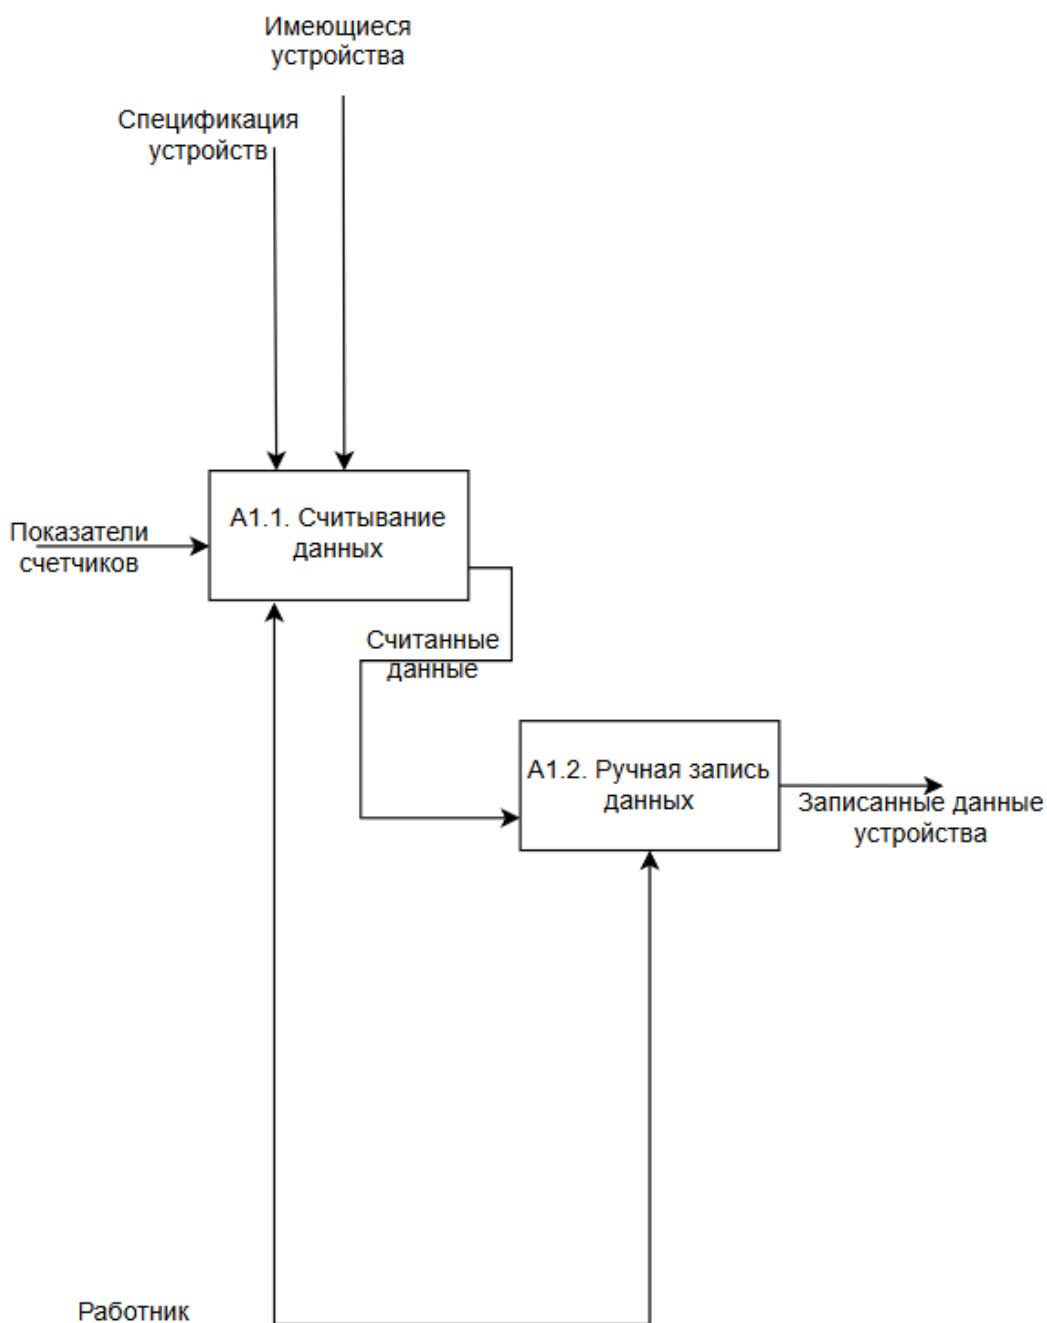 Имеющиеся
устройства
Спецификация
устройств
А1.1. Считывание
данных
Показатели
счетчиков
Считанные
данные
А1.2. Ручная запись
данных
Записанные данные
устройства
Работник